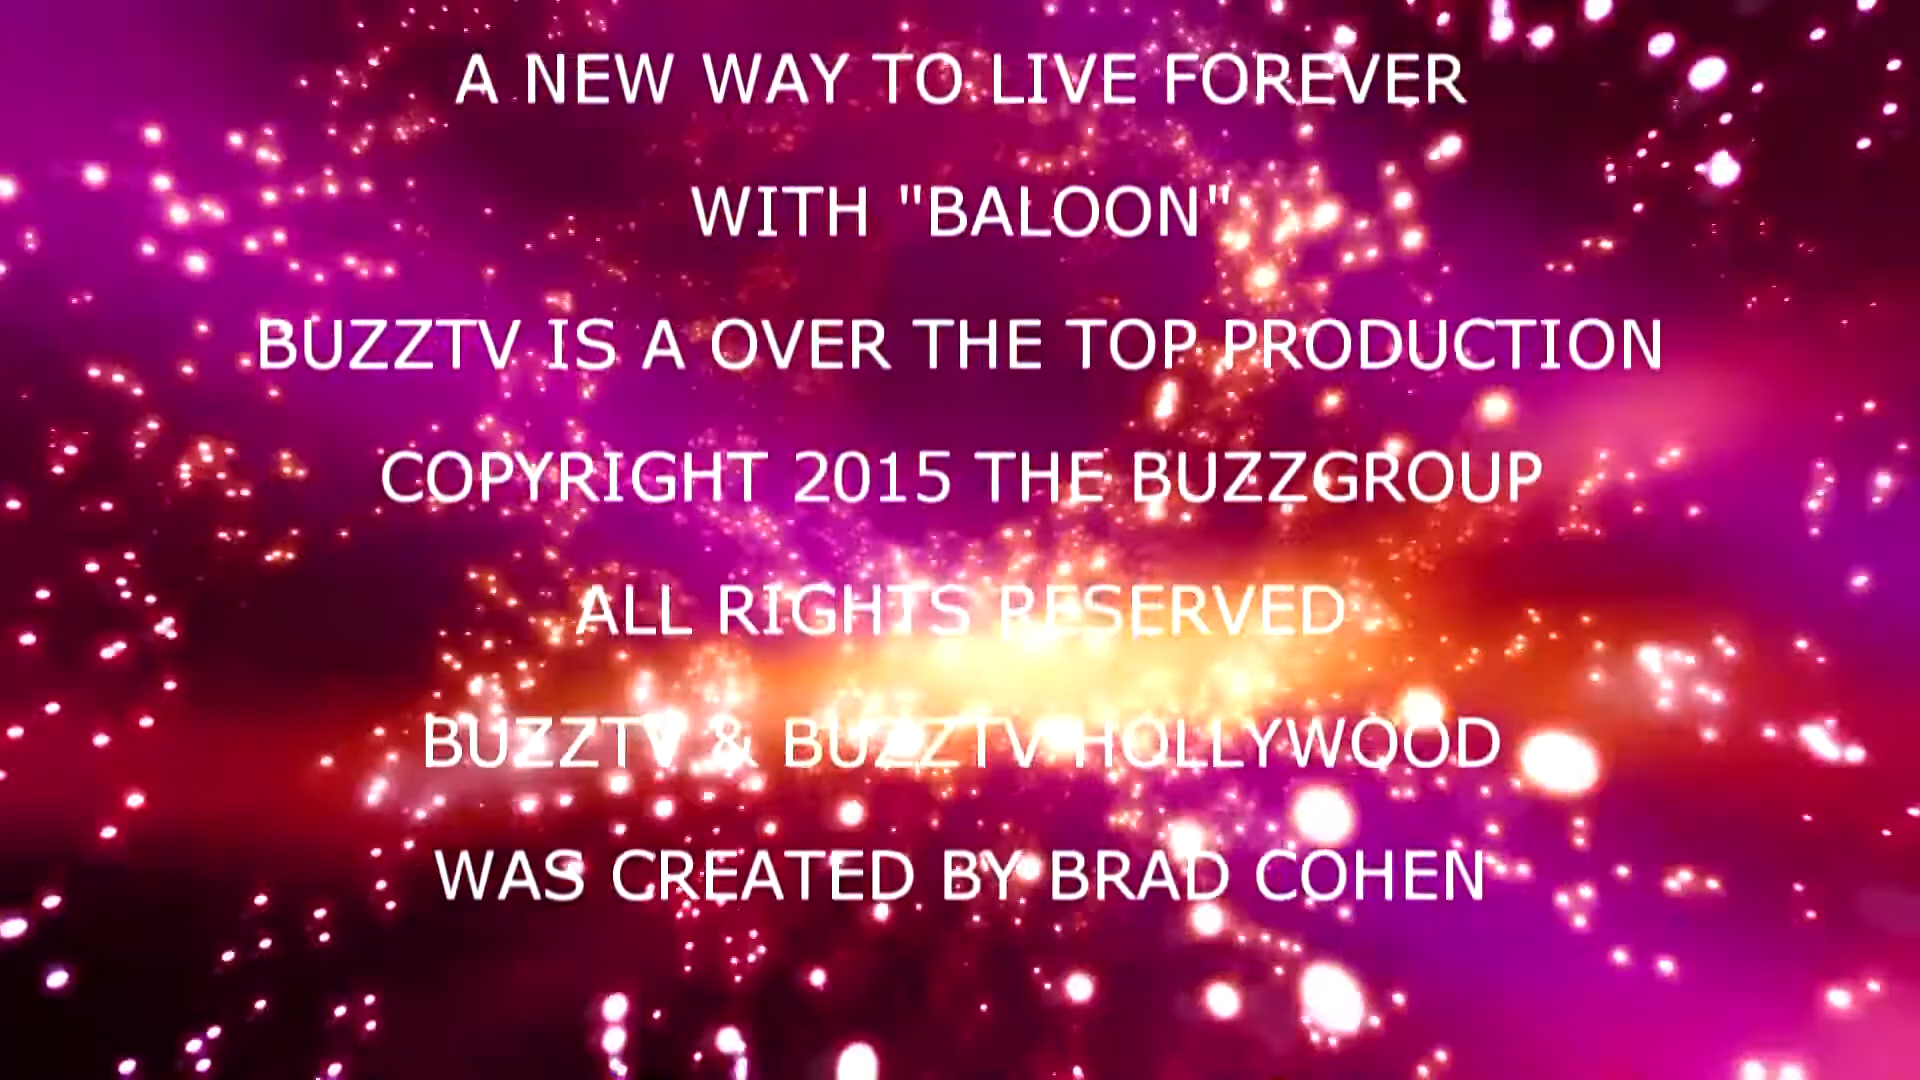 A NEW WAY TO LIVE FOREVER
WITH "BALOON"
BUZZTV IS A OVER THE TOP PRODUCTION
COPYRIGHT 2015 THE BUZZGROUP
ALL RIGHTS RESERVED
BUZZTV & BUZZTV HOLLYWOOD
WAS CREATED BY BRAD COHEN